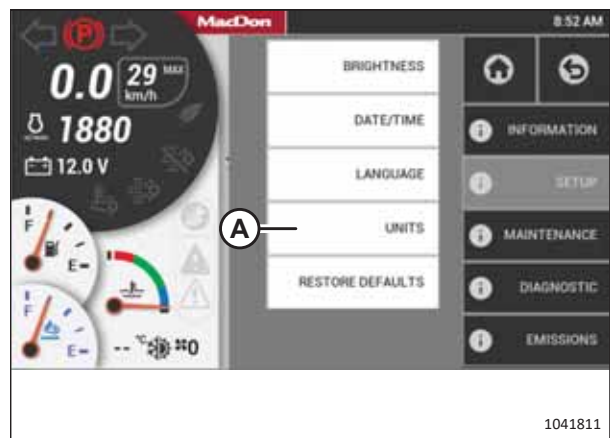 MacDon
8:52 AM
P
0.0
29 MAX
km/h
1880
12.0 V
F
E
F
E
-- °C
0
BRIGHTNESS
DATE/TIME
LANGUAGE
UNITS
RESTORE DEFAULTS
A
INFORMATION
SETUP
MAINTENANCE
DIAGNOSTIC
EMISSIONS
1041811